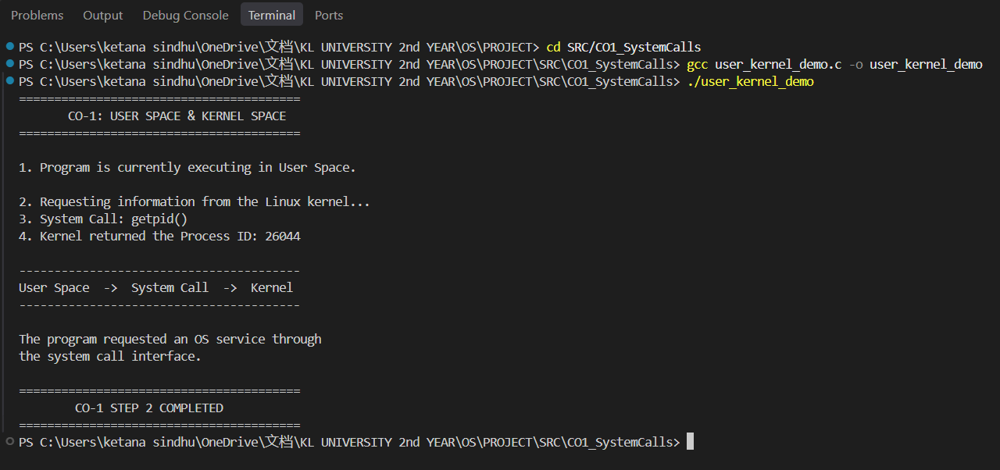 Problems Output Debug Console Terminal Ports
PS C:\Users\ketana sindhu\OneDrive\文档\KL UNIVERSITY 2nd YEAR\OS\PROJECT> cd SRC/CO1_SystemCalls
PS C:\Users\ketana sindhu\OneDrive\文档\KL UNIVERSITY 2nd YEAR\OS\PROJECT\SRC\CO1_SystemCalls> gcc user_kernel_demo.c -o user_kernel_demo
PS C:\Users\ketana sindhu\OneDrive\文档\KL UNIVERSITY 2nd YEAR\OS\PROJECT\SRC\CO1_SystemCalls> ./user_kernel_demo
========================================
CO-1: USER SPACE & KERNEL SPACE
========================================
1. Program is currently executing in User Space.
2. Requesting information from the Linux kernel...
3. System Call: getpid()
4. Kernel returned the Process ID: 26044
----------------------------------------
User Space -> System Call -> Kernel
----------------------------------------
The program requested an OS service through
the system call interface.
========================================
CO-1 STEP 2 COMPLETED
========================================
PS C:\Users\ketana sindhu\OneDrive\文档\KL UNIVERSITY 2nd YEAR\OS\PROJECT\SRC\CO1_SystemCalls>